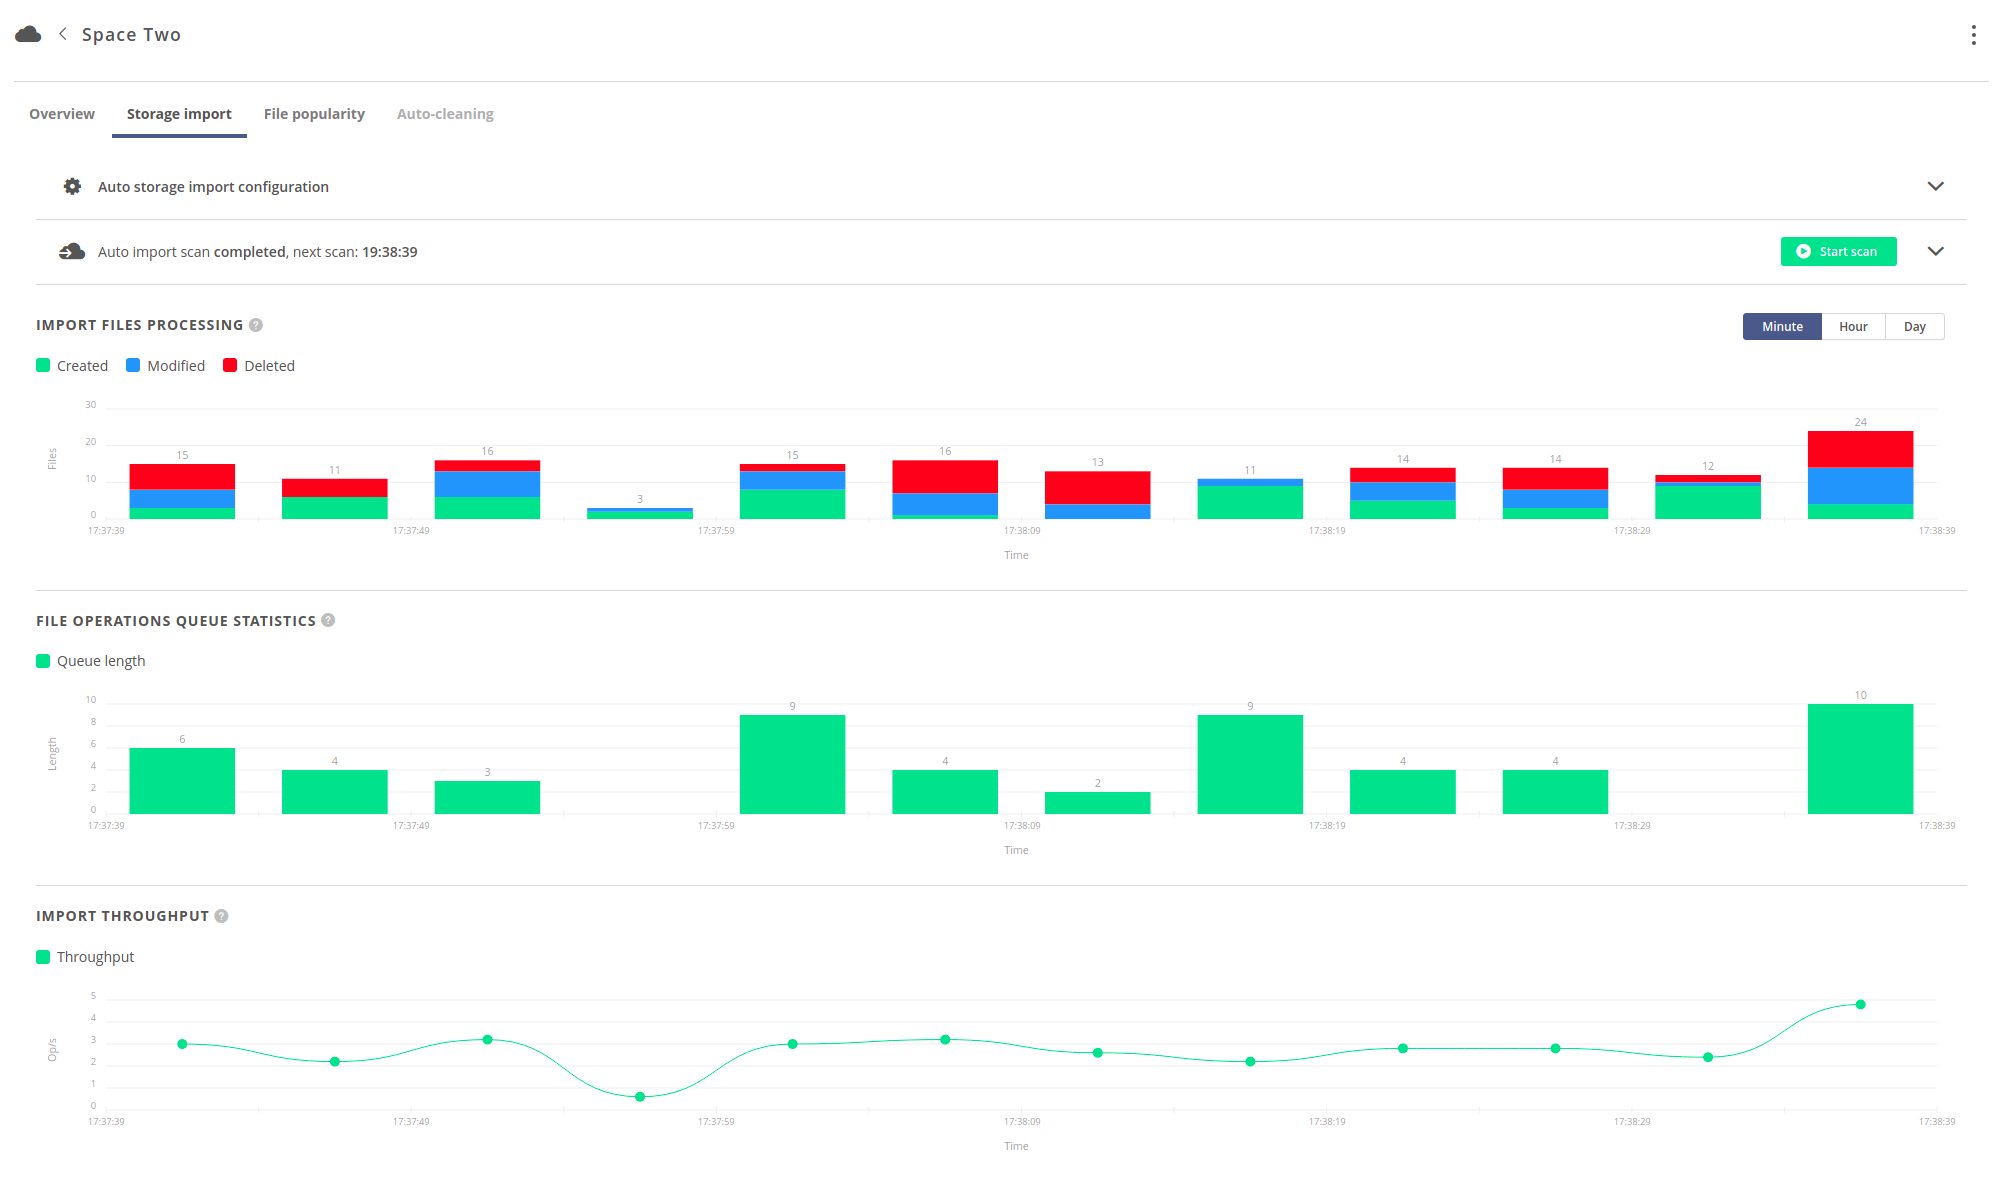 Space Two
Overview Storage import File popularity Auto-cleaning
Auto storage import configuration
Auto import scan completed, next scan: 19:38:39 Start scan
IMPORT FILES PROCESSING ?
Minute Hour Day
Created Modified Deleted
Files
30
20
10
0
15 11 16 3 15 16 13 11 14 14 12 24
17:37:39 17:37:49 17:37:59 17:38:09 17:38:19 17:38:29 17:38:39
Time
FILE OPERATIONS QUEUE STATISTICS ?
Queue length
Length
10
8
6
4
2
0
6 4 3 9 4 2 9 4 4 10
17:37:39 17:37:49 17:37:59 17:38:09 17:38:19 17:38:29 17:38:39
Time
IMPORT THROUGHPUT ?
Throughput
Op/s
5
4
3
2
1
0
17:37:39 17:37:49 17:37:59 17:38:09 17:38:19 17:38:29 17:38:39
Time